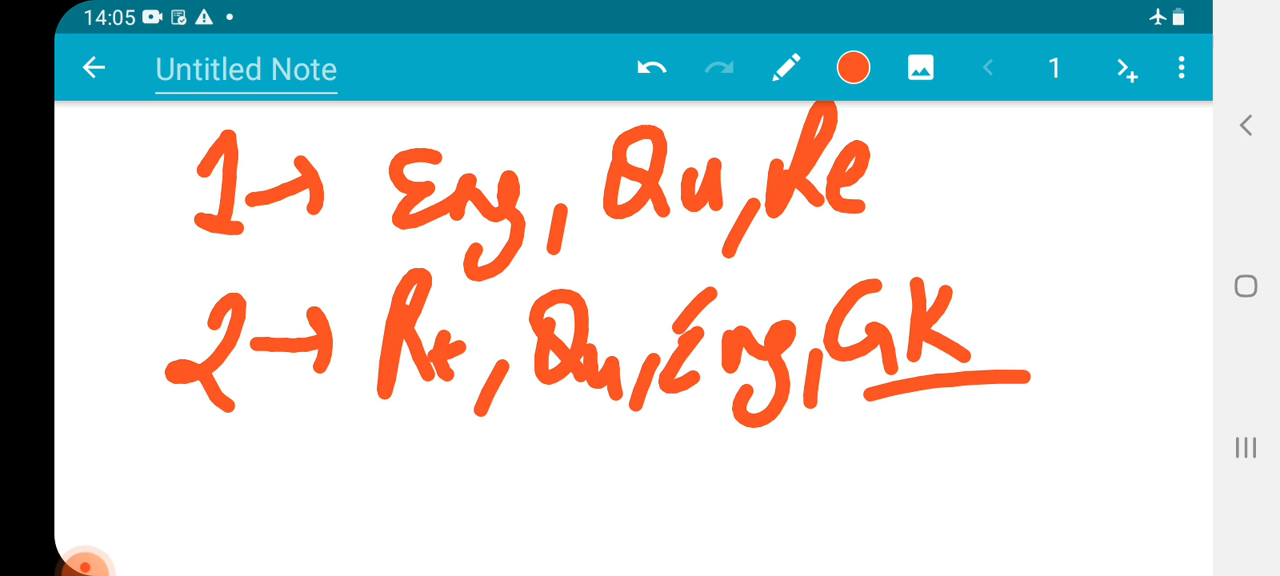 14:05
Untitled Note 1
1→ Eng, Qu, Re
2→ Re, Qu, Eng, GK